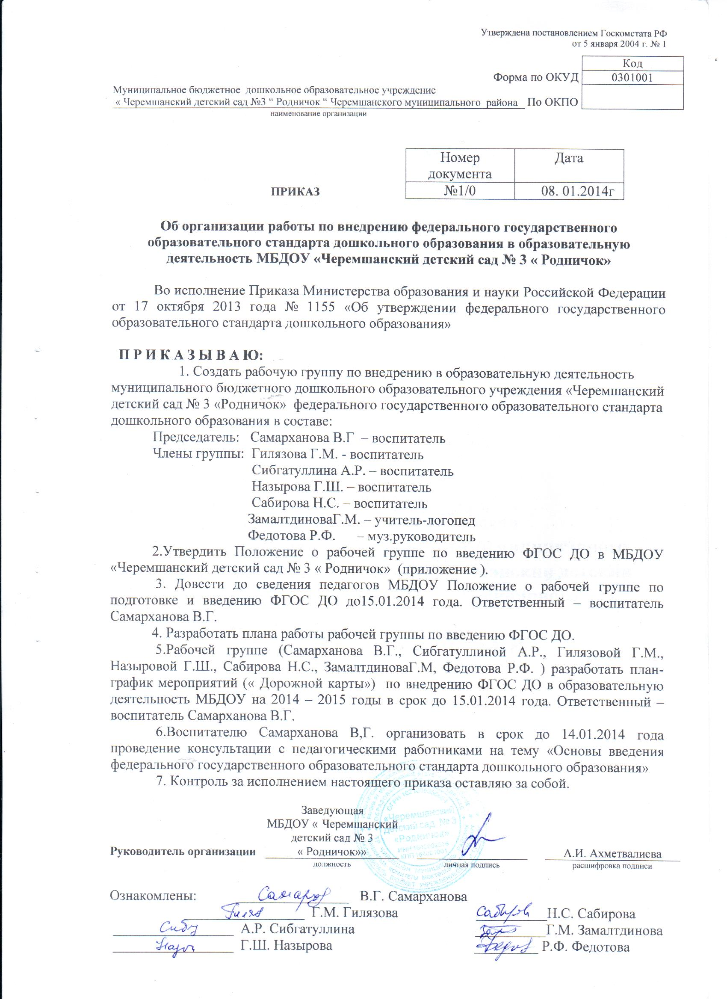 Утверждена постановлением Госкомстата РФ
от 5 января 2004 г. № 1
Код
Форма по ОКУД 0301001
Муниципальное бюджетное дошкольное образовательное учреждение
« Черемшанский детский сад №3 “ Родничок “ Черемшанского муниципального района По ОКПО
наименование организации
Номер Дата
документа
ПРИКАЗ №1/0 08. 01.2014г
Об организации работы по внедрению федерального государственного
образовательного стандарта дошкольного образования в образовательную
деятельность МБДОУ «Черемшанский детский сад № 3 « Родничок»
Во исполнение Приказа Министерства образования и науки Российской Федерации
от 17 октября 2013 года № 1155 «Об утверждении федерального государственного
образовательного стандарта дошкольного образования»
П Р И К А З Ы В А Ю:
1. Создать рабочую группу по внедрению в образовательную деятельность
муниципального бюджетного дошкольного образовательного учреждения «Черемшанский
детский сад № 3 «Родничок» федерального государственного образовательного стандарта
дошкольного образования в составе:
Председатель: Самарханова В.Г – воспитатель
Члены группы: Гилязова Г.М. - воспитатель
Сибгатуллина А.Р. – воспитатель
Назырова Г.Ш. – воспитатель
Сабирова Н.С. – воспитатель
ЗамалтдиноваГ.М. – учитель-логопед
Федотова Р.Ф. – муз.руководитель
2.Утвердить Положение о рабочей группе по введению ФГОС ДО в МБДОУ
«Черемшанский детский сад № 3 « Родничок» (приложение ).
3. Довести до сведения педагогов МБДОУ Положение о рабочей группе по
подготовке и введению ФГОС ДО до15.01.2014 года. Ответственный – воспитатель
Самарханова В.Г.
4. Разработать плана работы рабочей группы по введению ФГОС ДО.
5.Рабочей группе (Самарханова В.Г., Сибгатуллиной А.Р., Гилязовой Г.М.,
Назыровой Г.Ш., Сабирова Н.С., ЗамалтдиноваГ.М, Федотова Р.Ф. ) разработать план-
график мероприятий (« Дорожной карты») по внедрению ФГОС ДО в образовательную
деятельность МБДОУ на 2014 – 2015 годы в срок до 15.01.2014 года. Ответственный –
воспитатель Самарханова В.Г.
6.Воспитателю Самарханова В,Г. организовать в срок до 14.01.2014 года
проведение консультации с педагогическими работниками на тему «Основы введения
федерального государственного образовательного стандарта дошкольного образования»
7. Контроль за исполнением настоящего приказа оставляю за собой.
Заведующая
МБДОУ « Черемшанский
детский сад № 3
Руководитель организации « Родничок»» А.И. Ахметвалиева
должность личная подпись расшифровка подписи
«Черемшанский
детский сад № 3
«Родничок»
Ознакомлены: Самарх В.Г. Самарханова
Гиляз Г.М. Гилязова Сабиров Н.С. Сабирова
А.Р. Сибгатуллина Г.М. Замалтдинова
Г.Ш. Назырова Р.Ф. Федотова